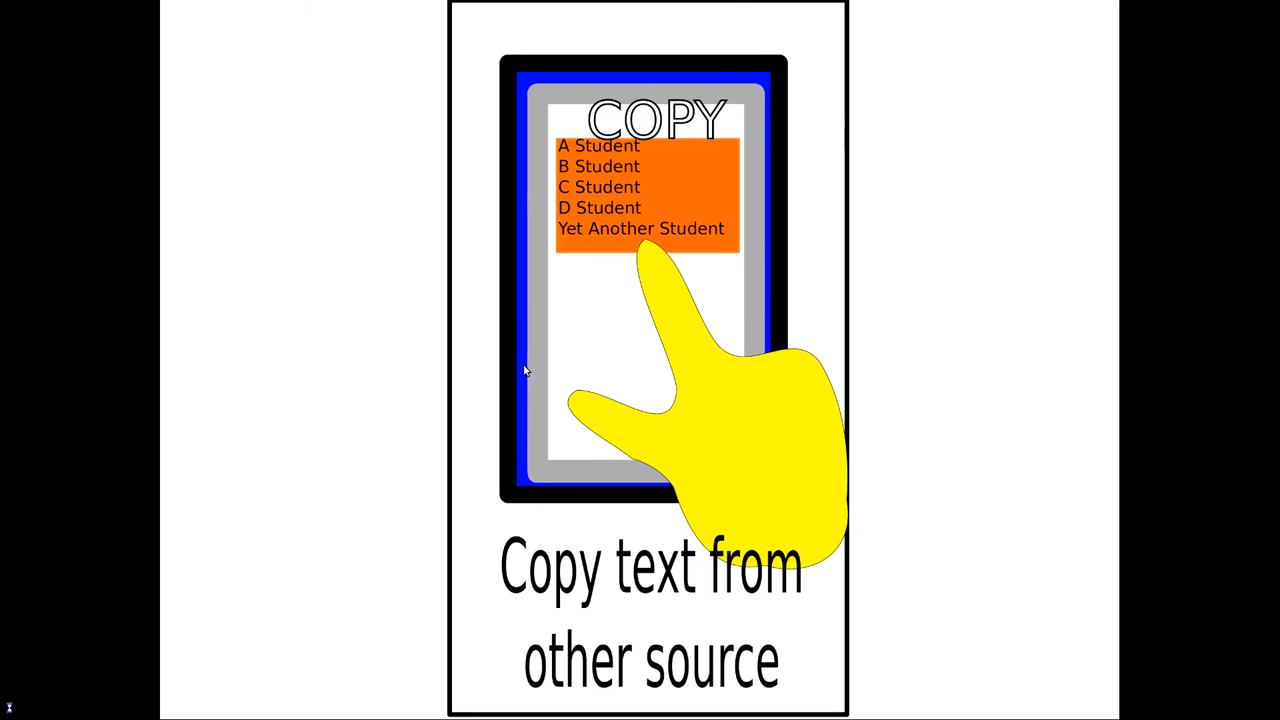 COPY
A Student
B Student
C Student
D Student
Yet Another Student
Copy text from
other source